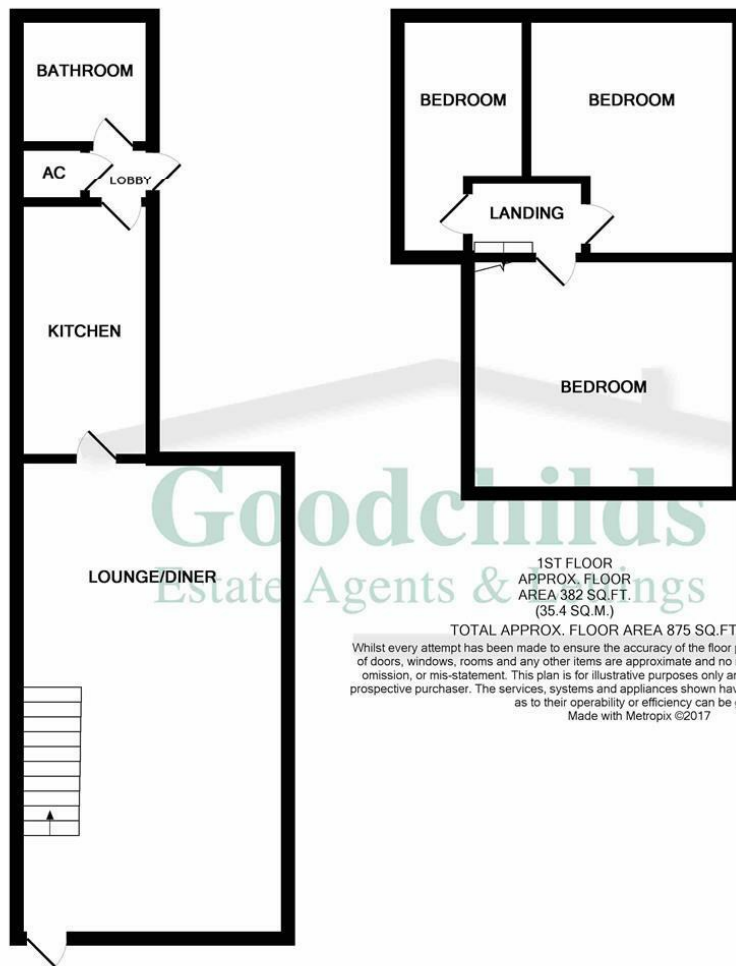 BATHROOM
AC
LOBBY
KITCHEN
LOUNGE/DINER
BEDROOM
BEDROOM
LANDING
BEDROOM
Goodchilds
Estate Agents & Lettings
1ST FLOOR
APPROX. FLOOR
AREA 382 SQ.FT.
(35.4 SQ.M.)
TOTAL APPROX. FLOOR AREA 875 SQ.FT
Whilst every attempt has been made to ensure the accuracy of the floor
of doors, windows, rooms and any other items are approximate and no
omission, or mis-statement. This plan is for illustrative purposes only
prospective purchaser. The services, systems and appliances shown
as to their operability or efficiency can be
Made with Metropix ©2017